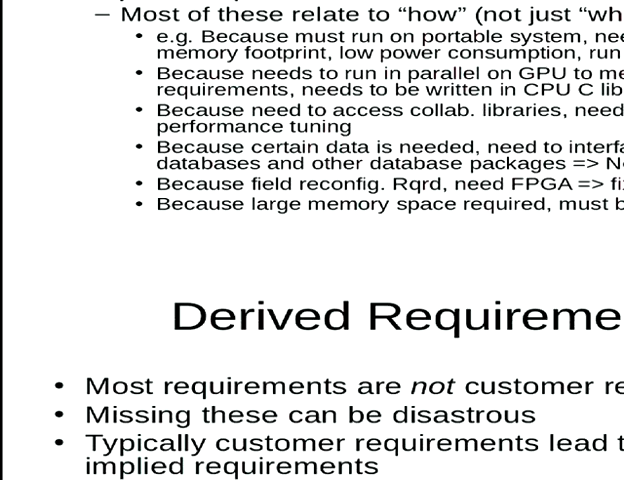 – Most of these relate to “how” (not just “wh
• e.g. Because must run on portable system, nee
memory footprint, low power consumption, run
• Because needs to run in parallel on GPU to me
requirements, needs to be written in CPU C lib
• Because need to access collab. libraries, need
performance tuning
• Because certain data is needed, need to interfa
databases and other database packages => N
• Because field reconfig. Rqrd, need FPGA => fi
• Because large memory space required, must b
Derived Requireme
• Most requirements are not customer re
• Missing these can be disastrous
• Typically customer requirements lead t
implied requirements